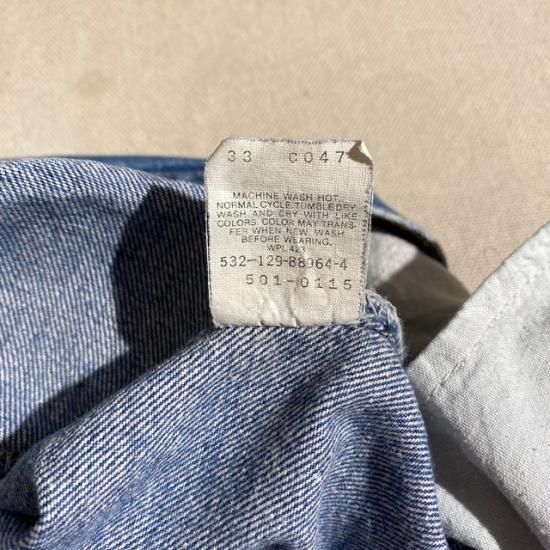 33 C047
MACHINE WASH HOT
NORMAL CYCLE. TUMBLE DRY
WASH AND DRY WITH LIKE
COLORS. COLOR MAY TRANS-
FER WHEN NEW. WASH
BEFORE WEARING.
WPL 423
532-129-88964-4
501-0115